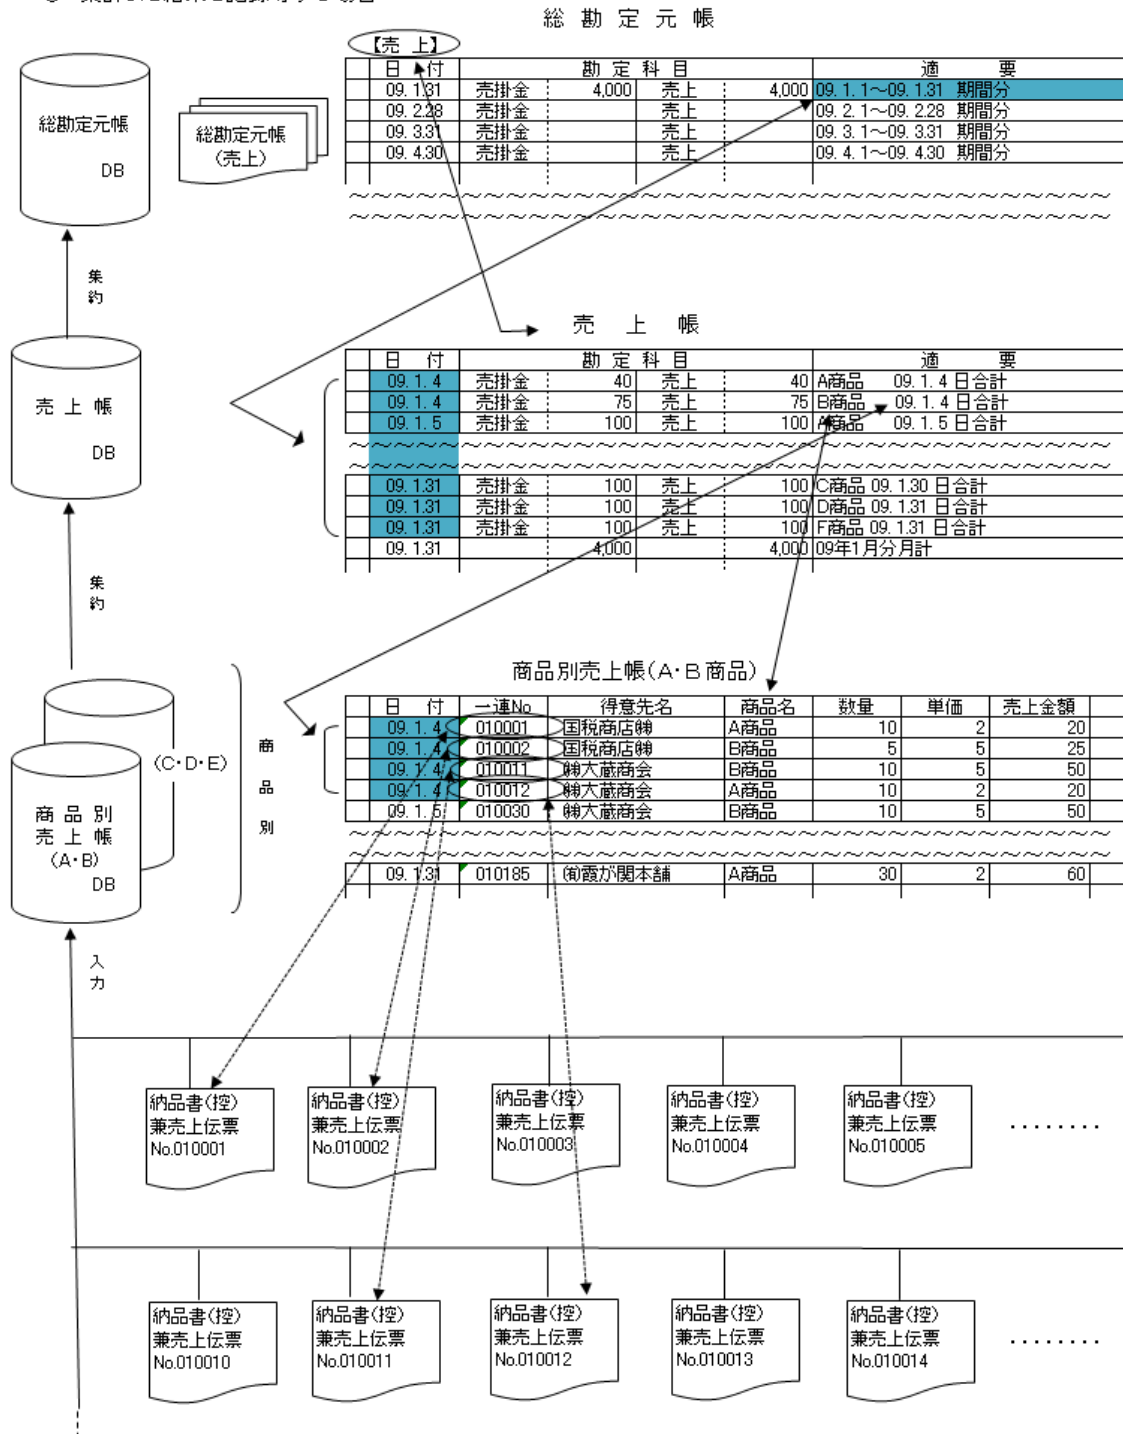 総 勘 定 元 帳
【売 上】
日 付 勘 定 科 目 適 要
09. 1.31 売掛金 4,000 売上 4,000 09. 1. 1～09. 1.31 期間分
09. 2.28 売掛金 売上 09. 2. 1～09. 2.28 期間分
09. 3.31 売掛金 売上 09. 3. 1～09. 3.31 期間分
09. 4.30 売掛金 売上 09. 4. 1～09. 4.30 期間分
総勘定元帳
DB
総勘定元帳
(売上)
集約
売 上 帳
日 付 勘 定 科 目 適 要
09. 1. 4 売掛金 40 売上 40 A商品 09. 1. 4 日合計
09. 1. 4 売掛金 75 売上 75 B商品 09. 1. 4 日合計
09. 1. 5 売掛金 100 売上 100 A商品 09. 1. 5 日合計
09. 1.31 売掛金 100 売上 100 C商品 09. 1.30 日合計
09. 1.31 売掛金 100 売上 100 D商品 09. 1.31 日合計
09. 1.31 売掛金 100 売上 100 F商品 09. 1.31 日合計
09. 1.31 4,000 4,000 09年1月分月計
売 上 帳
DB
集約
商品別売上帳(A・B商品)
日 付 一連No 得意先名 商品名 数量 単価 売上金額
09. 1. 4 010001 国税商店㈱ A商品 10 2 20
09. 1. 4 010002 国税商店㈱ B商品 5 5 25
09. 1. 4 010011 ㈱大蔵商会 B商品 10 5 50
09. 1. 4 010012 ㈱大蔵商会 A商品 10 2 20
09. 1. 5 010030 ㈱大蔵商会 B商品 10 5 50
09. 1.31 010185 ㈲霞が関本舗 A商品 30 2 60
(C・D・E)
商品別
商 品 別
売 上 帳
(A・B)
DB
入力
納品書(控)
兼売上伝票
No.010001
納品書(控)
兼売上伝票
No.010002
納品書(控)
兼売上伝票
No.010003
納品書(控)
兼売上伝票
No.010004
納品書(控)
兼売上伝票
No.010005
‥‥‥‥
納品書(控)
兼売上伝票
No.010010
納品書(控)
兼売上伝票
No.010011
納品書(控)
兼売上伝票
No.010012
納品書(控)
兼売上伝票
No.010013
納品書(控)
兼売上伝票
No.010014
‥‥‥‥